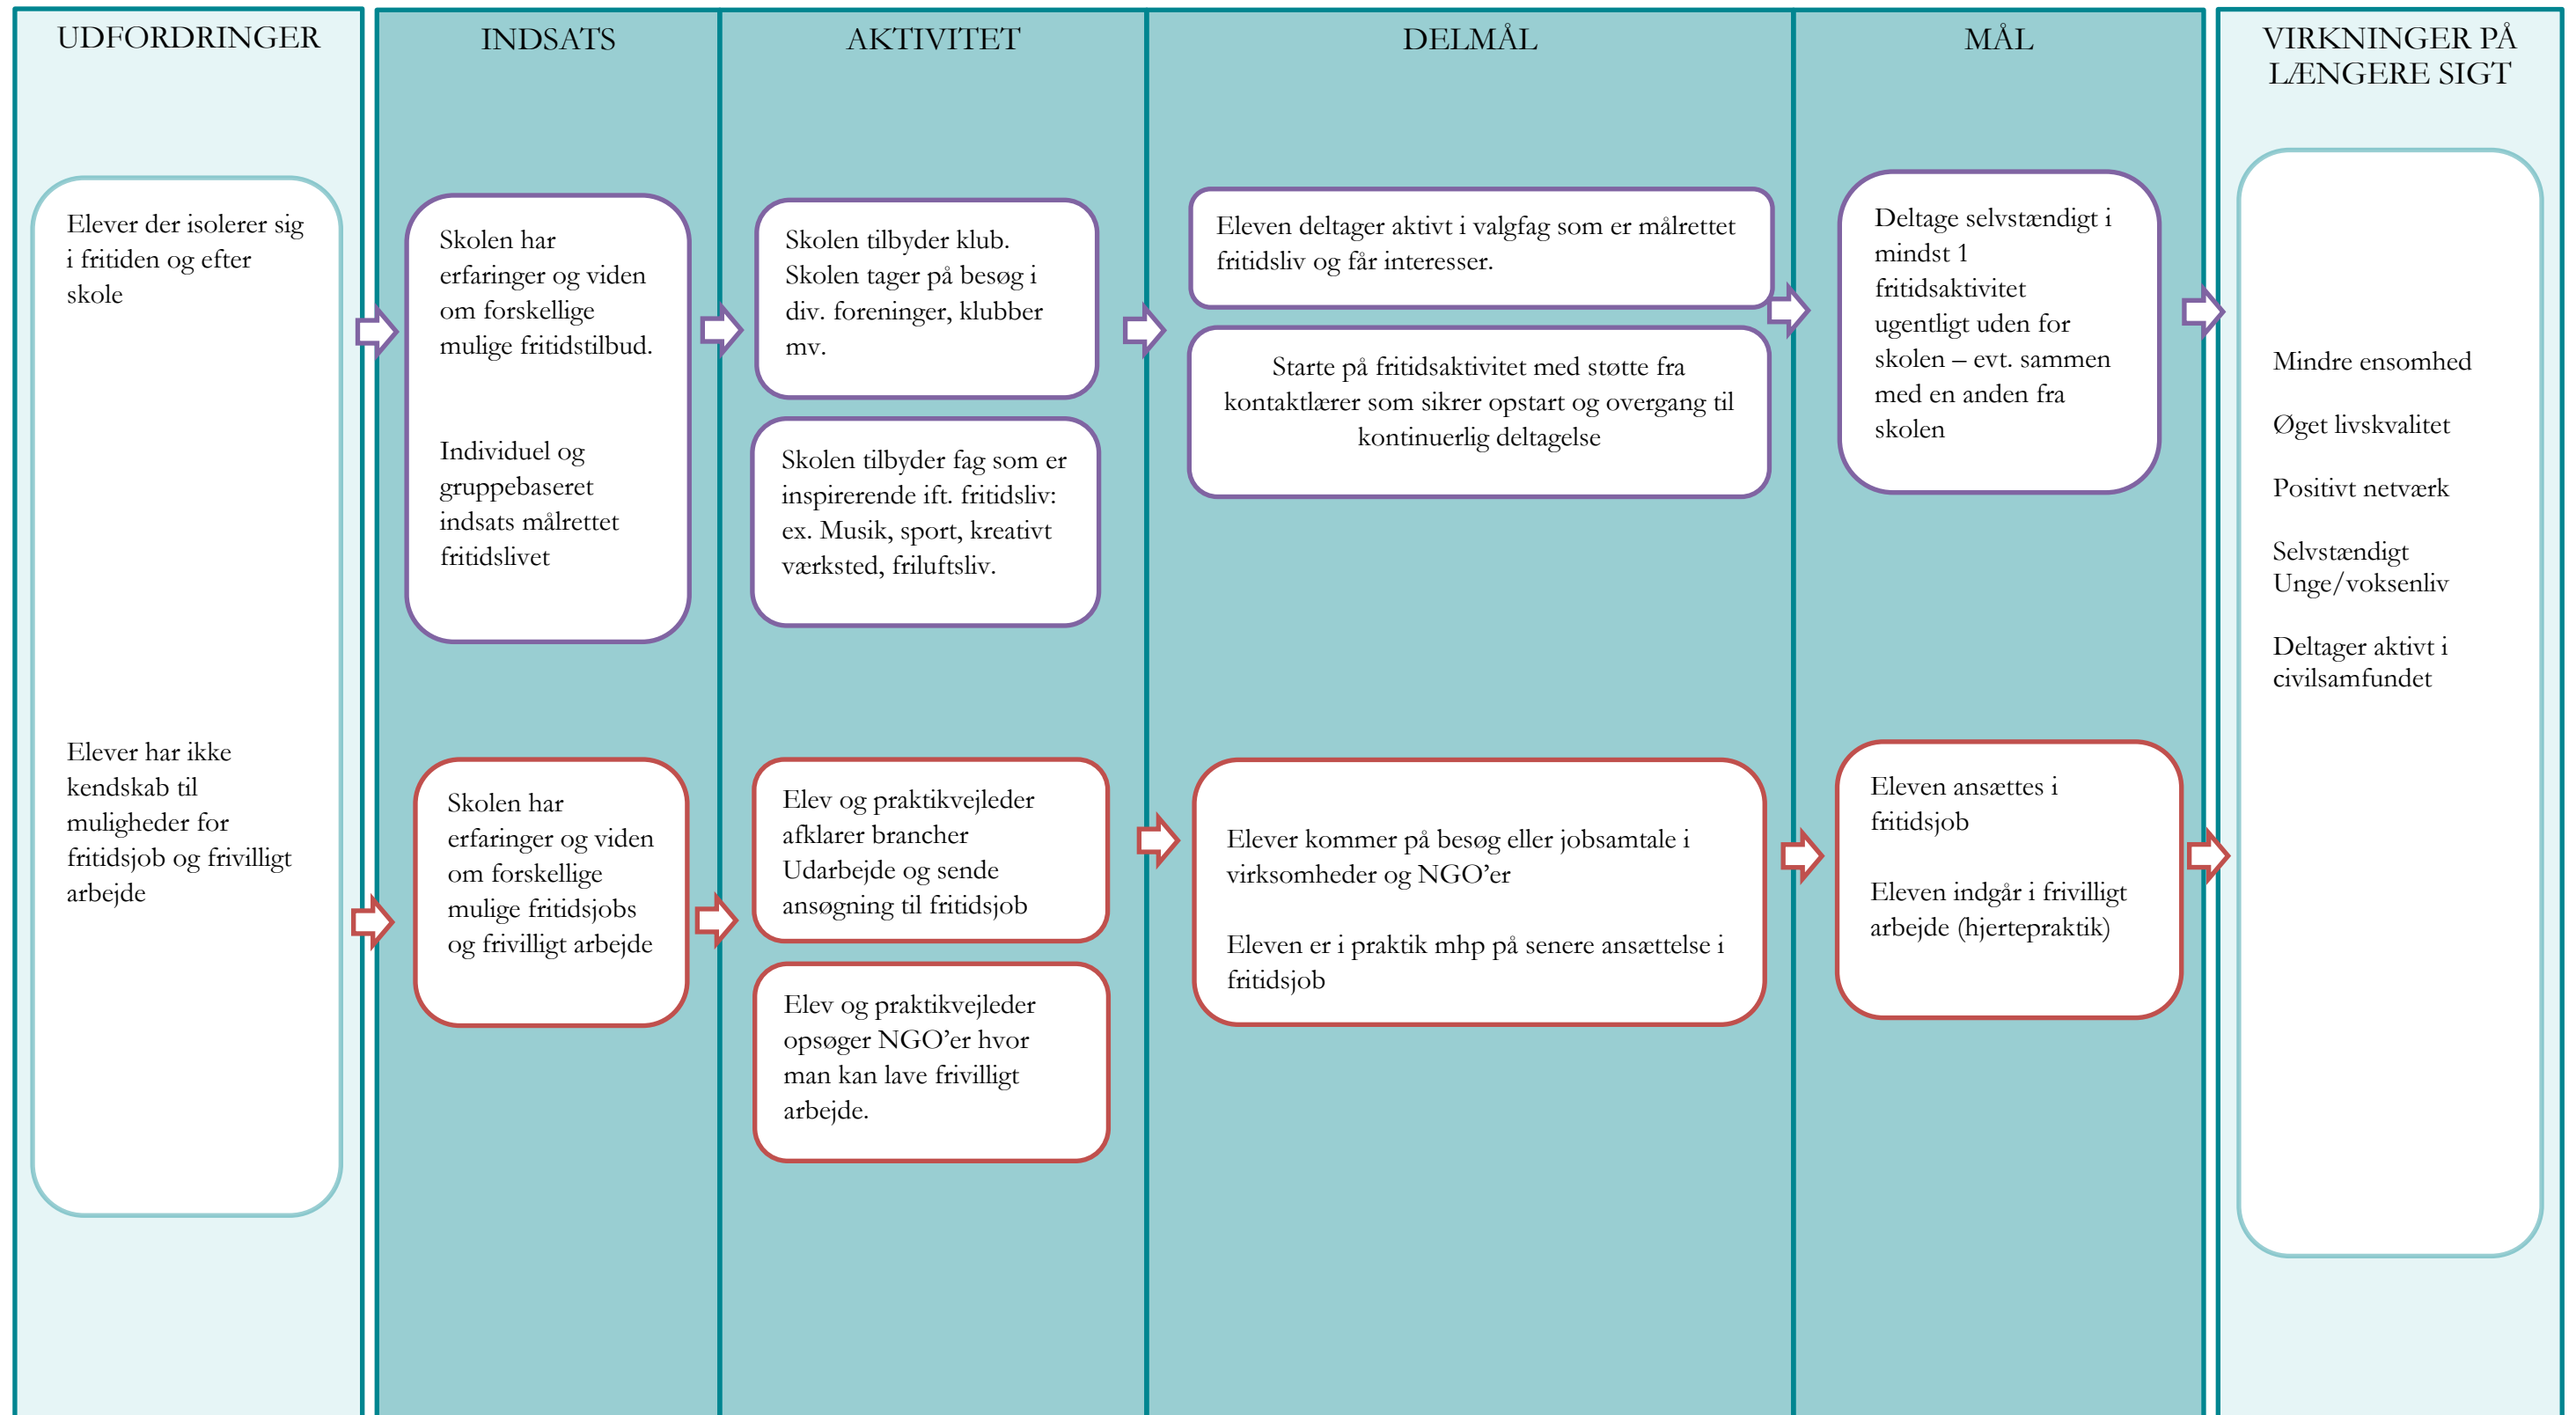 UDFORDRINGER
Elever der isolerer sig
i fritiden og efter
skole
Elever har ikke
kendskab til
muligheder for
fritidsjob og frivilligt
arbejde
INDSATS
Skolen har
erfaringer og viden
om forskellige
mulige fritidstilbud.
Individuel og
gruppebaseret
indsats målrettet
fritidslivet
Skolen har
erfaringer og viden
om forskellige
mulige fritidsjobs
og frivilligt arbejde
AKTIVITET
Skolen tilbyder klub.
Skolen tager på besøg i
div. foreninger, klubber
mv.
Skolen tilbyder fag som er
inspirerende ift. fritidsliv:
ex. Musik, sport, kreativt
værksted, friluftsliv.
Elev og praktikvejleder
afklarer brancher
Udarbejde og sende
ansøgning til fritidsjob
Elev og praktikvejleder
opsøger NGO’er hvor
man kan lave frivilligt
arbejde.
DELMÅL
Eleven deltager aktivt i valgfag som er målrettet
fritidsliv og får interesser.
Starte på fritidsaktivitet med støtte fra
kontaktlærer som sikrer opstart og overgang til
kontinuerlig deltagelse
Elever kommer på besøg eller jobsamtale i
virksomheder og NGO’er
Eleven er i praktik mhp på senere ansættelse i
fritidsjob
MÅL
Deltage selvstændigt i
mindst 1
fritidsaktivitet
ugentligt uden for
skolen – evt. sammen
med en anden fra
skolen
Eleven ansættes i
fritidsjob
Eleven indgår i frivilligt
arbejde (hjertepraktik)
VIRKNINGER PÅ
LÆNGERE SIGT
Mindre ensomhed
Øget livskvalitet
Positivt netværk
Selvstændigt
Unge/voksenliv
Deltager aktivt i
civilsamfundet